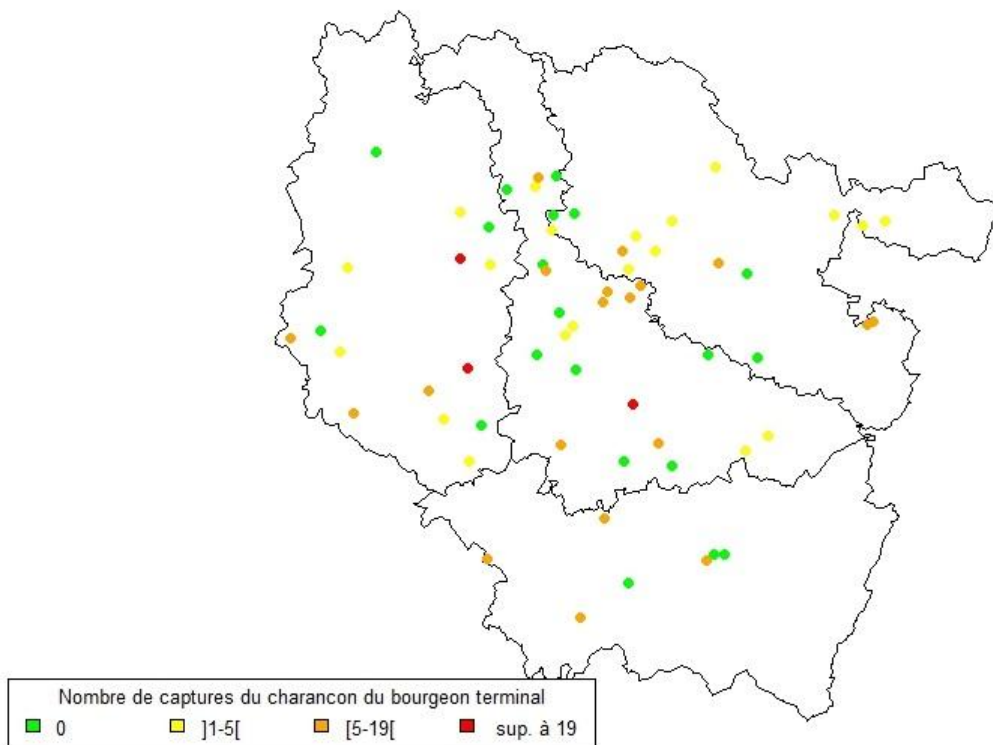 Nombre de captures du charancon du bourgeon terminal
0 ]1-5[ [5-19[ sup. à 19